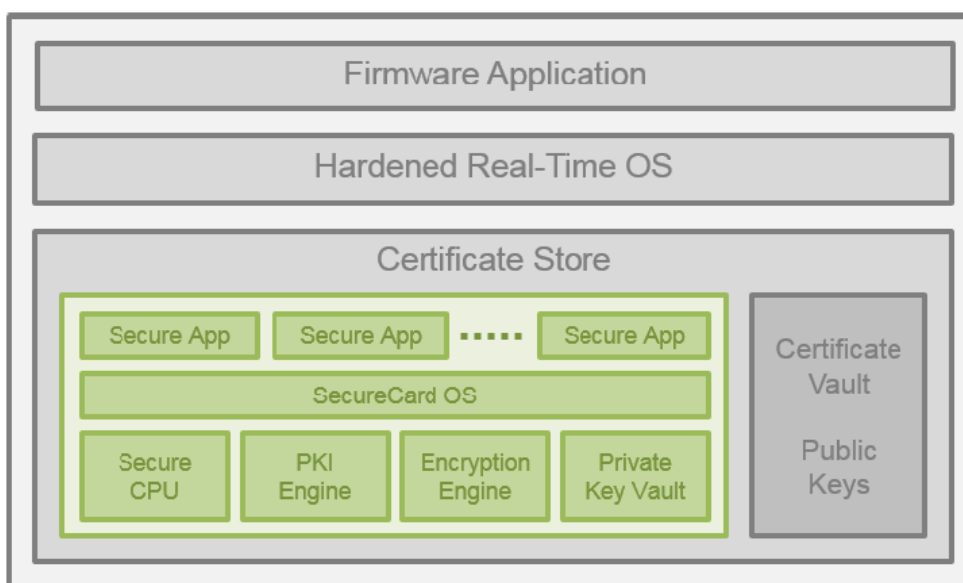 Firmware Application
Hardened Real-Time OS
Certificate Store
Secure App
Secure App
.....
Secure App
SecureCard OS
Secure
CPU
PKI
Engine
Encryption
Engine
Private
Key Vault
Certificate
Vault
Public
Keys